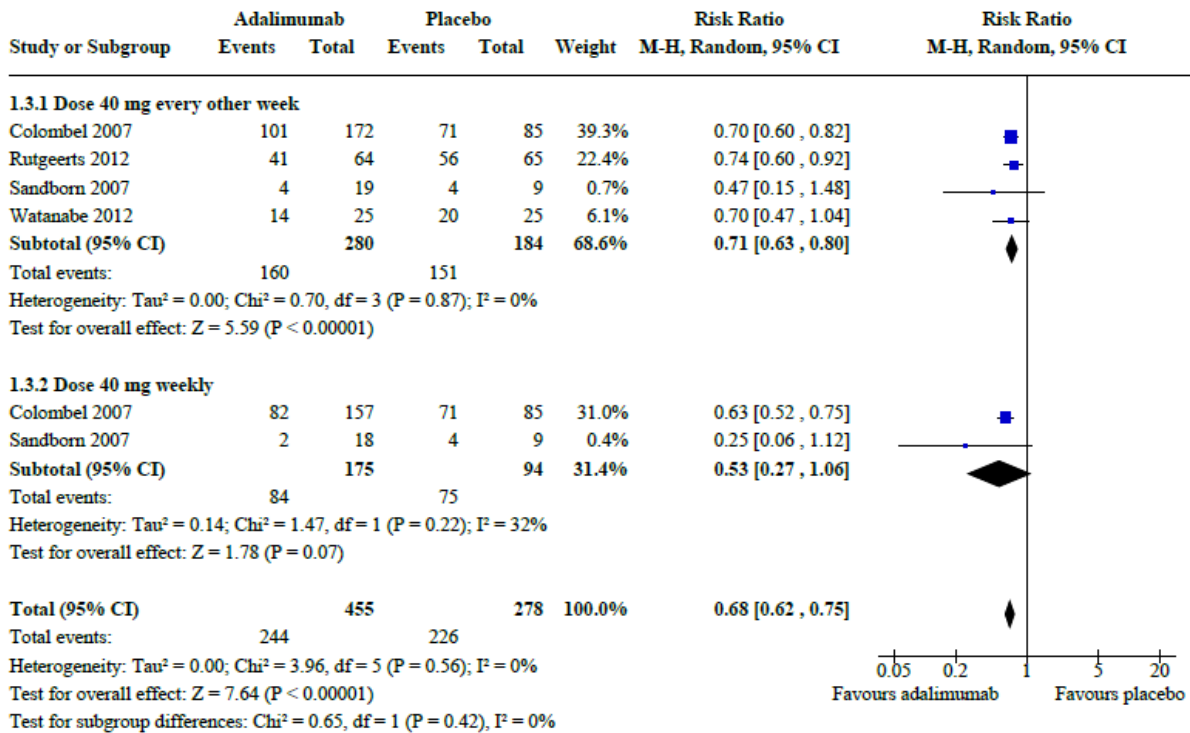 Adalimumab Placebo Risk Ratio Risk Ratio
Study or Subgroup Events Total Events Total Weight M-H, Random, 95% CI M-H, Random, 95% CI
1.3.1 Dose 40 mg every other week
Colombel 2007 101 172 71 85 39.3% 0.70 [0.60 , 0.82]
Rutgeerts 2012 41 64 56 65 22.4% 0.74 [0.60 , 0.92]
Sandborn 2007 4 19 4 9 0.7% 0.47 [0.15 , 1.48]
Watanabe 2012 14 25 20 25 6.1% 0.70 [0.47 , 1.04]
Subtotal (95% CI) 280 184 68.6% 0.71 [0.63 , 0.80]
Total events: 160 151
Heterogeneity: Tau² = 0.00; Chi² = 0.70, df = 3 (P = 0.87); I² = 0%
Test for overall effect: Z = 5.59 (P < 0.00001)
1.3.2 Dose 40 mg weekly
Colombel 2007 82 157 71 85 31.0% 0.63 [0.52 , 0.75]
Sandborn 2007 2 18 4 9 0.4% 0.25 [0.06 , 1.12]
Subtotal (95% CI) 175 94 31.4% 0.53 [0.27 , 1.06]
Total events: 84 75
Heterogeneity: Tau² = 0.14; Chi² = 1.47, df = 1 (P = 0.22); I² = 32%
Test for overall effect: Z = 1.78 (P = 0.07)
Total (95% CI) 455 278 100.0% 0.68 [0.62 , 0.75]
Total events: 244 226
Heterogeneity: Tau² = 0.00; Chi² = 3.96, df = 5 (P = 0.56); I² = 0%
Test for overall effect: Z = 7.64 (P < 0.00001)
Test for subgroup differences: Chi² = 0.65, df = 1 (P = 0.42), I² = 0%
0.05 0.2 1 5 20
Favours adalimumab Favours placebo